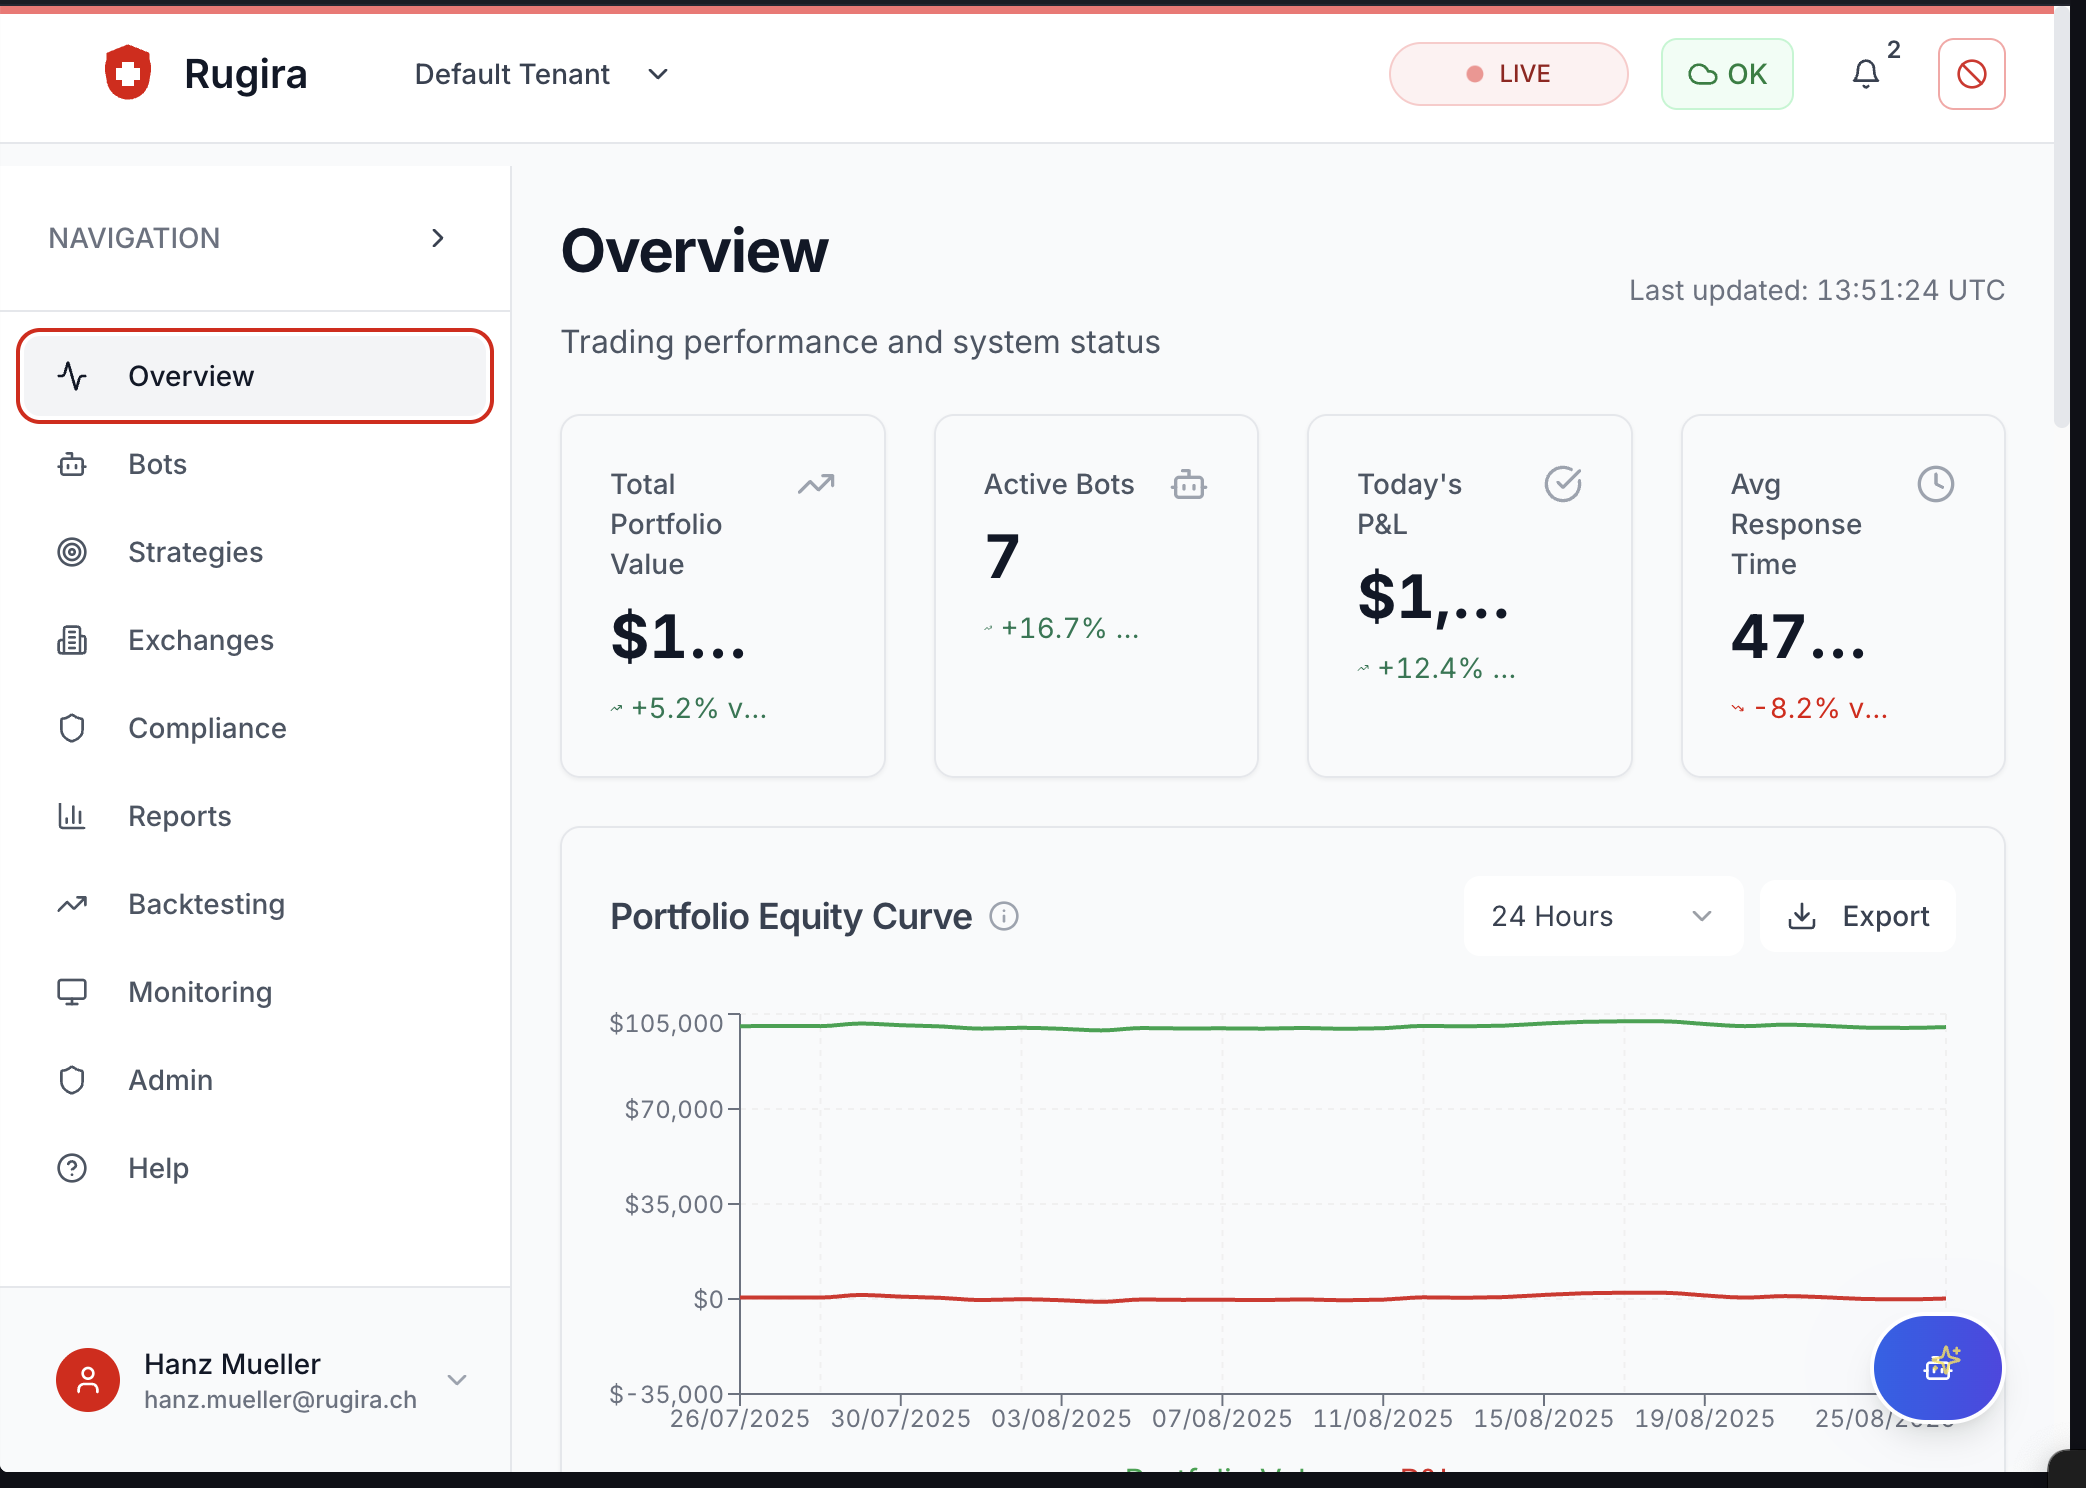 Rugira
Default Tenant
LIVE
OK
2
NAVIGATION
Overview
Bots
Strategies
Exchanges
Compliance
Reports
Backtesting
Monitoring
Admin
Help
Hanz Mueller
hanz.mueller@rugira.ch
Overview
Last updated: 13:51:24 UTC
Trading performance and system status
Total
Portfolio
Value
$1...
+5.2% v...
Active Bots
7
+16.7% ...
Today's
P&L
$1,...
+12.4% ...
Avg
Response
Time
47...
-8.2% v...
Portfolio Equity Curve
24 Hours
Export
$105,000
$70,000
$35,000
$0
$-35,000
26/07/2025 30/07/2025 03/08/2025 07/08/2025 11/08/2025 15/08/2025 19/08/2025 25/08/2025